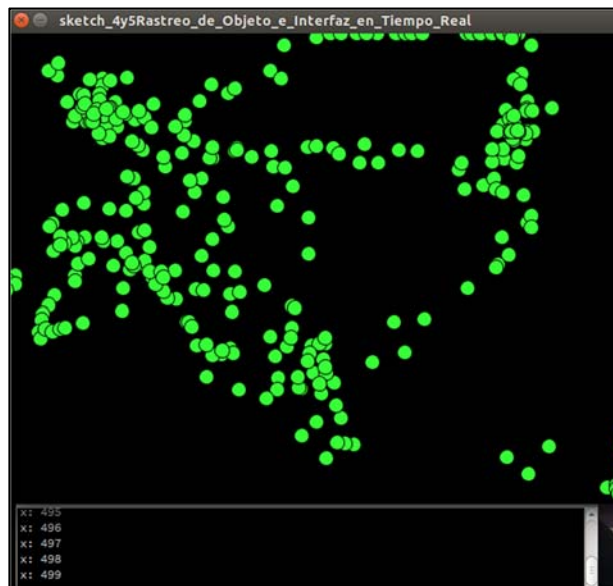 sketch_4y5Rastreo_de_Objeto_e_Interfaz_en_Tiempo_Real
x: 495
x: 496
x: 497
x: 498
x: 499